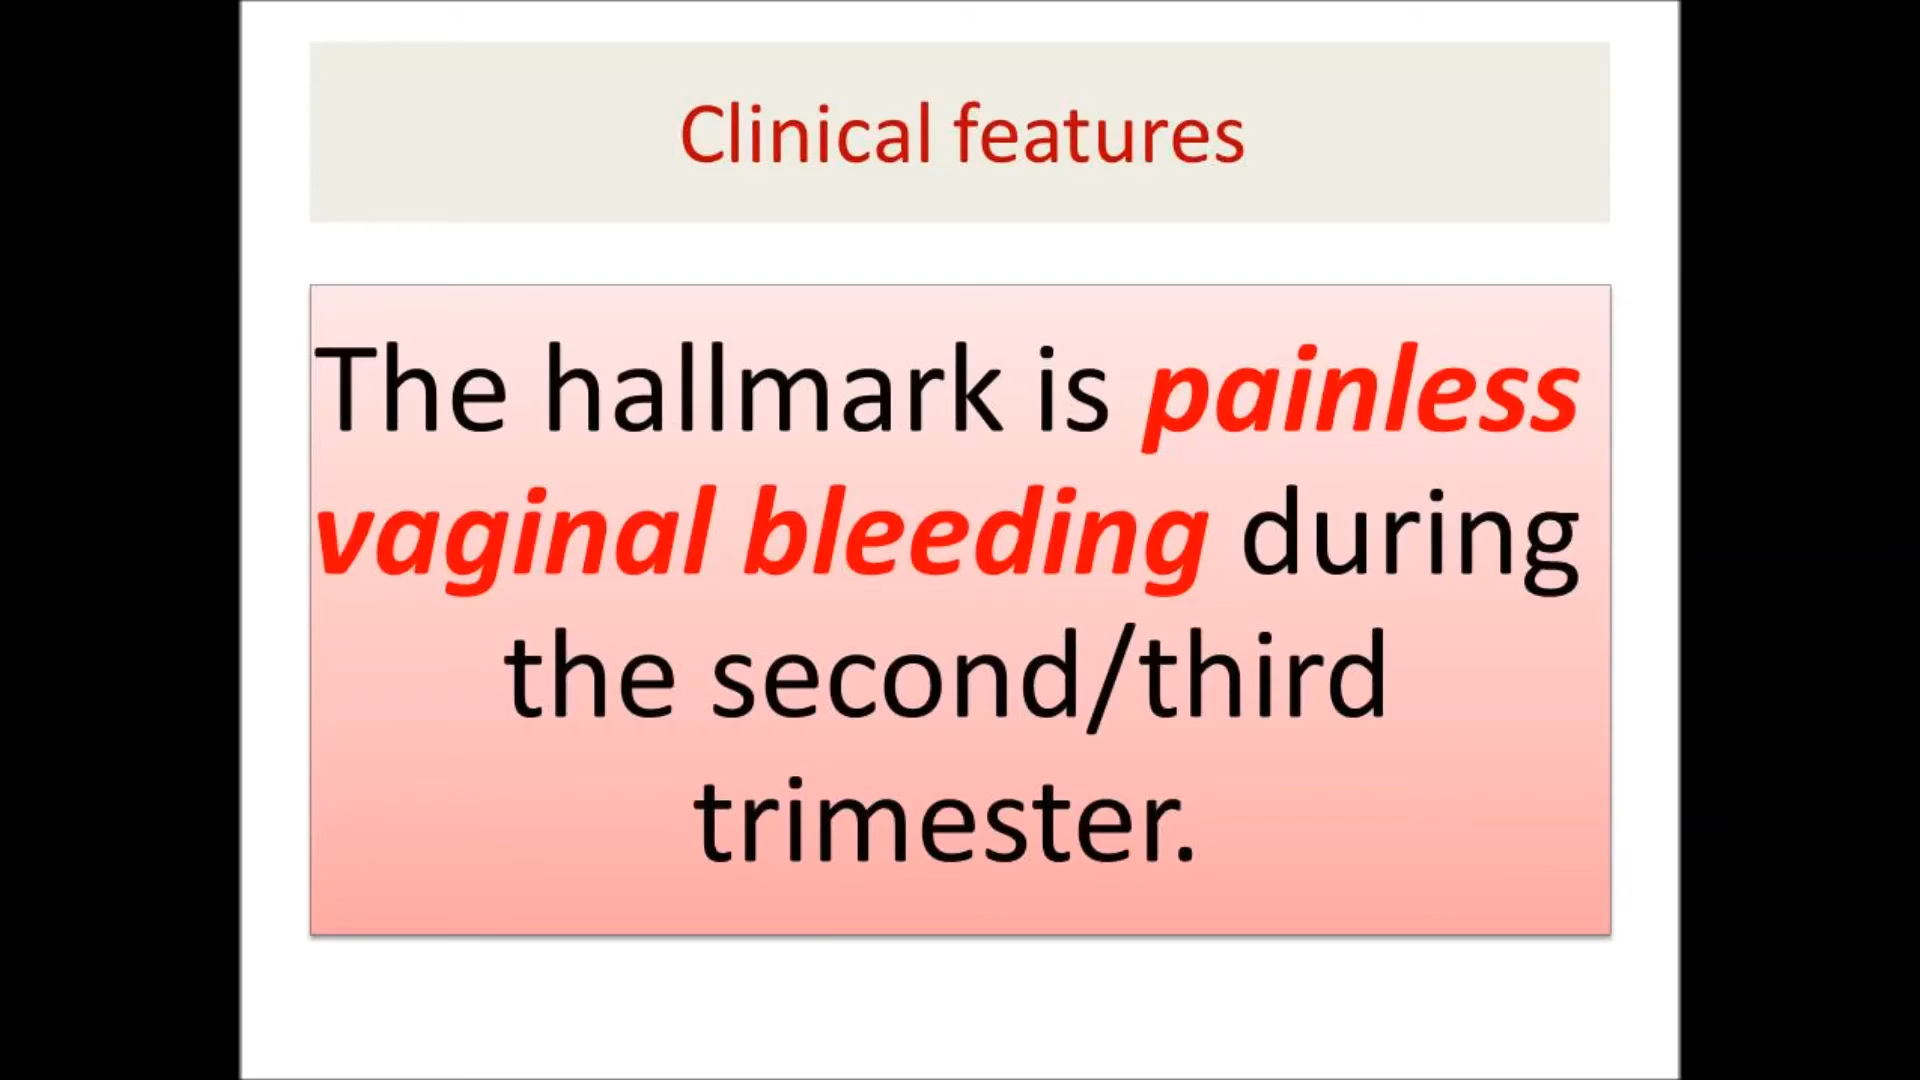 Clinical features
The hallmark is painless
vaginal bleeding during
the second/third
trimester.